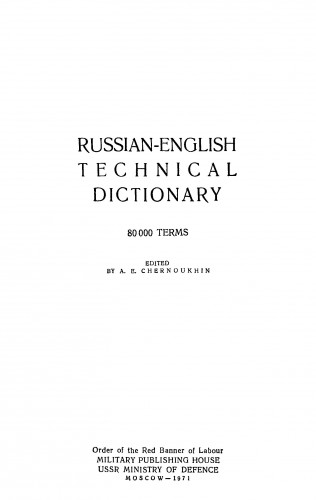 RUSSIAN-ENGLISH
TECHNICAL
DICTIONARY
80 000 TERMS
EDITED
BY A. E. CHERNOUKHIN
Order of the Red Banner of Labour
MILITARY PUBLISHING HOUSE
USSR MINISTRY OF DEFENCE
MOSCOW—1971